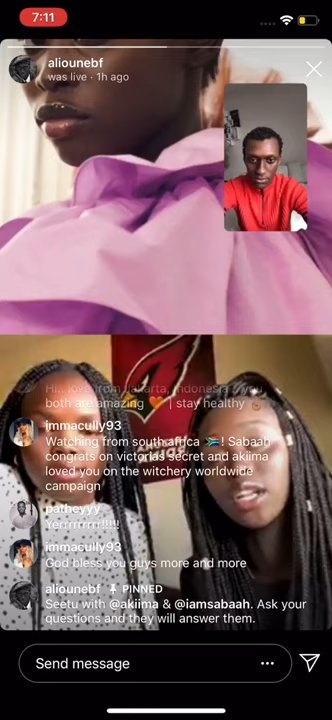 7:11
aliounebf
was live · 1h ago
Hi.. love from Jakarta, Indonesia you
both are amazing 🧡 | stay healthy
immacully93
Watching from south africa 🇿🇦! Sabaah
congrats on victorias secret and akiima
loved you on the witchery worldwide
campaign
patheyyy
Yerrrrrrrr!!!!!
immacully93
God bless you guys more and more
aliounebf 📌 PINNED
Seetu with @akiima & @iamsabaah. Ask your
questions and they will answer them.
Send message